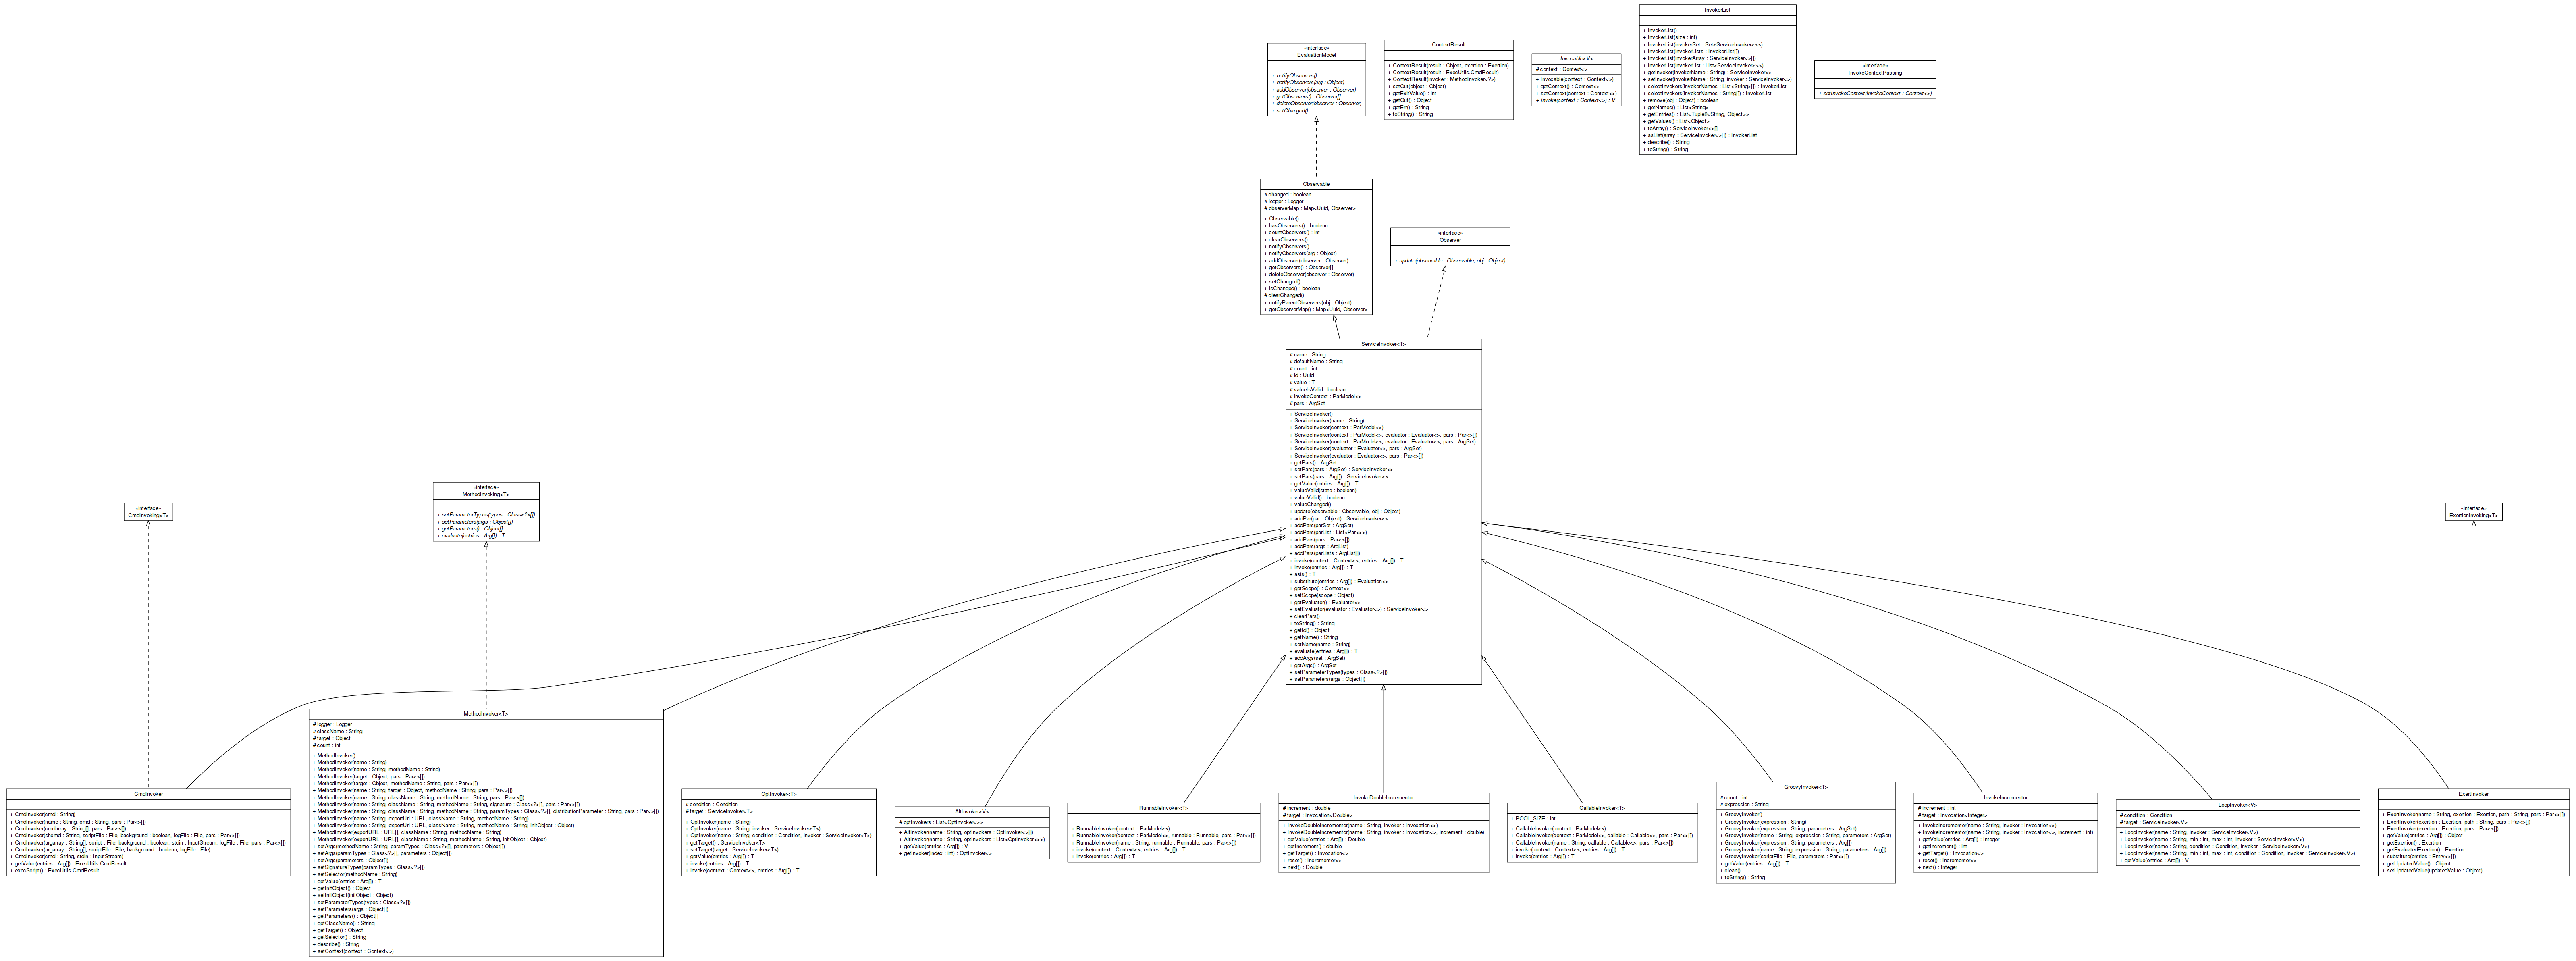 «interface»
EvaluationModel
+ notifyObservers()
+ notifyObservers(arg : Object)
+ addObserver(observer : Observer)
+ getObservers() : Observer[]
+ deleteObserver(observer : Observer)
+ setChanged()
ContextResult
+ ContextResult(result : Object, exertion : Exertion)
+ ContextResult(result : ExecUtils.CmdResult)
+ ContextResult(invoker : MethodInvoker<?>)
+ setOut(object : Object)
+ getExitValue() : int
+ getOut() : Object
+ getErr() : String
+ toString() : String
Invocable<V>
# context : Context<>
+ Invocable(context : Context<>)
+ getContext() : Context<>
+ setContext(context : Context<>)
+ invoke(context : Context<>) : V
InvokerList
+ InvokerList()
+ InvokerList(size : int)
+ InvokerList(invokerSet : Set<ServiceInvoker<>>)
+ InvokerList(invokerLists : InvokerList[])
+ InvokerList(invokerArray : ServiceInvoker<>[])
+ InvokerList(invokerList : List<ServiceInvoker<>>)
+ getInvoker(invokerName : String) : ServiceInvoker<>
+ setInvoker(invokerName : String, invoker : ServiceInvoker<>)
+ selectInvokers(invokerNames : List<String>[]) : InvokerList
+ selectInvokers(invokerNames : String[]) : InvokerList
+ remove(obj : Object) : boolean
+ getNames() : List<String>
+ getEntries() : List<Tuple2<String, Object>>
+ getValues() : List<Object>
+ toArray() : ServiceInvoker<>[]
+ asList(array : ServiceInvoker<>[]) : InvokerList
+ describe() : String
+ toString() : String
«interface»
InvokeContextPassing
+ setInvokeContext(invokeContext : Context<>)
Observable
# changed : boolean
# logger : Logger
# observerMap : Map<Uuid, Observer>
+ Observable()
+ hasObservers() : boolean
+ countObservers() : int
+ clearObservers()
+ notifyObservers()
+ notifyObservers(arg : Object)
+ addObserver(observer : Observer)
+ getObservers() : Observer[]
+ deleteObserver(observer : Observer)
+ setChanged()
+ isChanged() : boolean
# clearChanged()
+ notifyParentObservers(obj : Object)
+ getObserverMap() : Map<Uuid, Observer>
«interface»
Observer
+ update(observable : Observable, obj : Object)
ServiceInvoker<T>
# name : String
# defaultName : String
# count : int
# id : Uuid
# value : T
# valueIsValid : boolean
# invokeContext : ParModel<>
# pars : ArgSet
+ ServiceInvoker()
+ ServiceInvoker(name : String)
+ ServiceInvoker(context : ParModel<>)
+ ServiceInvoker(context : ParModel<>, evaluator : Evaluator<>, pars : Par<>[])
+ ServiceInvoker(context : ParModel<>, evaluator : Evaluator<>, pars : ArgSet)
+ ServiceInvoker(evaluator : Evaluator<>, pars : ArgSet)
+ ServiceInvoker(evaluator : Evaluator<>, pars : Par<>[])
+ getPars() : ArgSet
+ setPars(pars : ArgSet) : ServiceInvoker<>
+ setPars(pars : Arg[]) : ServiceInvoker<>
+ getValue(entries : Arg[]) : T
+ valueValid(state : boolean)
+ valueValid() : boolean
+ valueChanged()
+ update(observable : Observable, obj : Object)
+ addPar(par : Object) : ServiceInvoker<>
+ addPars(parSet : ArgSet)
+ addPars(parList : List<Par<>>)
+ addPars(pars : Par<>[])
+ addPars(args : ArgList)
+ addPars(parLists : ArgList[])
+ invoke(context : Context<>, entries : Arg[]) : T
+ invoke(entries : Arg[]) : T
+ asis() : T
+ substitute(entries : Arg[]) : Evaluation<>
+ getScope() : Context<>
+ setScope(scope : Object)
+ getEvaluator() : Evaluator<>
+ setEvaluator(evaluator : Evaluator<>) : ServiceInvoker<>
+ clearPars()
+ toString() : String
+ getId() : Object
+ getName() : String
+ setName(name : String)
+ evaluate(entries : Arg[]) : T
+ addArgs(set : ArgSet)
+ getArgs() : ArgSet
+ setParameterTypes(types : Class<?>[])
+ setParameters(args : Object[])
«interface»
CmdInvoking<T>
«interface»
MethodInvoking<T>
+ setParameterTypes(types : Class<?>[])
+ setParameters(args : Object[])
+ getParameters() : Object[]
+ evaluate(entries : Arg[]) : T
«interface»
ExertionInvoking<T>
CmdInvoker
+ CmdInvoker(cmd : String)
+ CmdInvoker(name : String, cmd : String, pars : Par<>[])
+ CmdInvoker(shcmd : String, scriptFile : File, background : boolean, logFile : File, pars : Par<>[])
+ CmdInvoker(cmdarray : String[], pars : Par<>[])
+ CmdInvoker(argarray : String[], script : File, background : boolean, stdin : InputStream, logFile : File, pars : Par<>[])
+ CmdInvoker(argarray : String[], scriptFile : File, background : boolean, logFile : File)
+ CmdInvoker(cmd : String, stdin : InputStream)
+ getValue(entries : Arg[]) : ExecUtils.CmdResult
+ execScript() : ExecUtils.CmdResult
MethodInvoker<T>
# logger : Logger
# className : String
# target : Object
# count : int
+ MethodInvoker()
+ MethodInvoker(name : String)
+ MethodInvoker(name : String, methodName : String)
+ MethodInvoker(target : Object, pars : Par<>[])
+ MethodInvoker(target : Object, methodName : String, pars : Par<>[])
+ MethodInvoker(name : String, target : Object, methodName : String, pars : Par<>[])
+ MethodInvoker(name : String, className : String, methodName : String, pars : Par<>[])
+ MethodInvoker(name : String, className : String, methodName : String, signature : Class<?>[], pars : Par<>[])
+ MethodInvoker(name : String, className : String, methodName : String, paramTypes : Class<?>[], distributionParameter : String, pars : Par<>[])
+ MethodInvoker(name : String, exportUrl : URL, className : String, methodName : String)
+ MethodInvoker(name : String, exportUrl : URL, className : String, methodName : String, initObject : Object)
+ MethodInvoker(exportURL : URL[], className : String, methodName : String)
+ MethodInvoker(exportURL : URL[], className : String, methodName : String, initObject : Object)
+ setArgs(methodName : String, paramTypes : Class<?>[], parameters : Object[])
+ setArgs(paramTypes : Class<?>[], parameters : Object[])
+ setArgs(parameters : Object[])
+ setSignatureTypes(paramTypes : Class<?>[])
+ setSelector(methodName : String)
+ getValue(entries : Arg[]) : T
+ getInitObject() : Object
+ setInitObject(initObject : Object)
+ setParameterTypes(types : Class<?>[])
+ setParameters(args : Object[])
+ getParameters() : Object[]
+ getClassName() : String
+ getTarget() : Object
+ getSelector() : String
+ describe() : String
+ setContext(context : Context<>)
OptInvoker<T>
# condition : Condition
# target : ServiceInvoker<T>
+ OptInvoker(name : String)
+ OptInvoker(name : String, invoker : ServiceInvoker<T>)
+ OptInvoker(name : String, condition : Condition, invoker : ServiceInvoker<T>)
+ getTarget() : ServiceInvoker<T>
+ setTarget(target : ServiceInvoker<T>)
+ getValue(entries : Arg[]) : T
+ invoke(entries : Arg[]) : T
+ invoke(context : Context<>, entries : Arg[]) : T
AltInvoker<V>
# optInvokers : List<OptInvoker<>>
+ AltInvoker(name : String, optInvokers : OptInvoker<>[])
+ AltInvoker(name : String, optInvokers : List<OptInvoker<>>)
+ getValue(entries : Arg[]) : V
+ getInvoker(index : int) : OptInvoker<>
RunnableInvoker<T>
+ RunnableInvoker(context : ParModel<>)
+ RunnableInvoker(context : ParModel<>, runnable : Runnable, pars : Par<>[])
+ RunnableInvoker(name : String, runnable : Runnable, pars : Par<>[])
+ invoke(context : Context<>, entries : Arg[]) : T
+ invoke(entries : Arg[]) : T
InvokeDoubleIncrementor
# increment : double
# target : Invocation<Double>
+ InvokeDoubleIncrementor(name : String, invoker : Invocation<>)
+ InvokeDoubleIncrementor(name : String, invoker : Invocation<>, increment : double)
+ getValue(entries : Arg[]) : Double
+ getIncrement() : double
+ getTarget() : Invocation<>
+ reset() : Incrementor<>
+ next() : Double
CallableInvoker<T>
+ POOL_SIZE : int
+ CallableInvoker(context : ParModel<>)
+ CallableInvoker(context : ParModel<>, callable : Callable<>, pars : Par<>[])
+ CallableInvoker(name : String, callable : Callable<>, pars : Par<>[])
+ invoke(context : Context<>, entries : Arg[]) : T
+ invoke(entries : Arg[]) : T
GroovyInvoker<T>
# count : int
# expression : String
+ GroovyInvoker()
+ GroovyInvoker(expression : String)
+ GroovyInvoker(expression : String, parameters : ArgSet)
+ GroovyInvoker(name : String, expression : String, parameters : ArgSet)
+ GroovyInvoker(expression : String, parameters : Arg[])
+ GroovyInvoker(name : String, expression : String, parameters : Arg[])
+ GroovyInvoker(scriptFile : File, parameters : Par<>[])
+ getValue(entries : Arg[]) : T
+ clean()
+ toString() : String
InvokeIncrementor
# increment : int
# target : Invocation<Integer>
+ InvokeIncrementor(name : String, invoker : Invocation<>)
+ InvokeIncrementor(name : String, invoker : Invocation<>, increment : int)
+ getValue(entries : Arg[]) : Integer
+ getIncrement() : int
+ getTarget() : Invocation<>
+ reset() : Incrementor<>
+ next() : Integer
LoopInvoker<V>
# condition : Condition
# target : ServiceInvoker<V>
+ LoopInvoker(name : String, invoker : ServiceInvoker<V>)
+ LoopInvoker(name : String, min : int, max : int, invoker : ServiceInvoker<V>)
+ LoopInvoker(name : String, condition : Condition, invoker : ServiceInvoker<V>)
+ LoopInvoker(name : String, min : int, max : int, condition : Condition, invoker : ServiceInvoker<V>)
+ getValue(entries : Arg[]) : V
ExertInvoker
+ ExertInvoker(name : String, exertion : Exertion, path : String, pars : Par<>[])
+ ExertInvoker(exertion : Exertion, path : String, pars : Par<>[])
+ ExertInvoker(exertion : Exertion, pars : Par<>[])
+ getValue(entries : Arg[]) : Object
+ getExertion() : Exertion
+ getEvaluatedExertion() : Exertion
+ substitute(entries : Entry<>[])
+ getUpdatedValue() : Object
+ setUpdatedValue(updatedValue : Object)